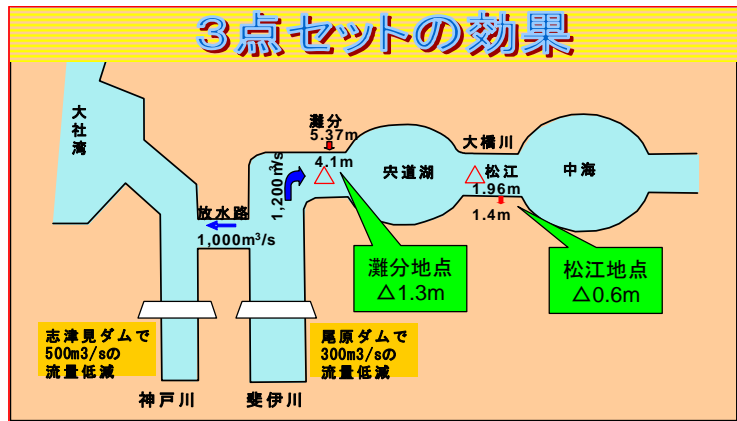 ３点セットの効果
大社湾
灘分
5.37m
4.1m
1,200m³/s
放水路
1,000m³/s
宍道湖
大橋川
松江
1.96m
1.4m
中海
灘分地点
△1.3m
松江地点
△0.6m
志津見ダムで
500m3/sの
流量低減
尾原ダムで
300m3/sの
流量低減
神戸川
斐伊川